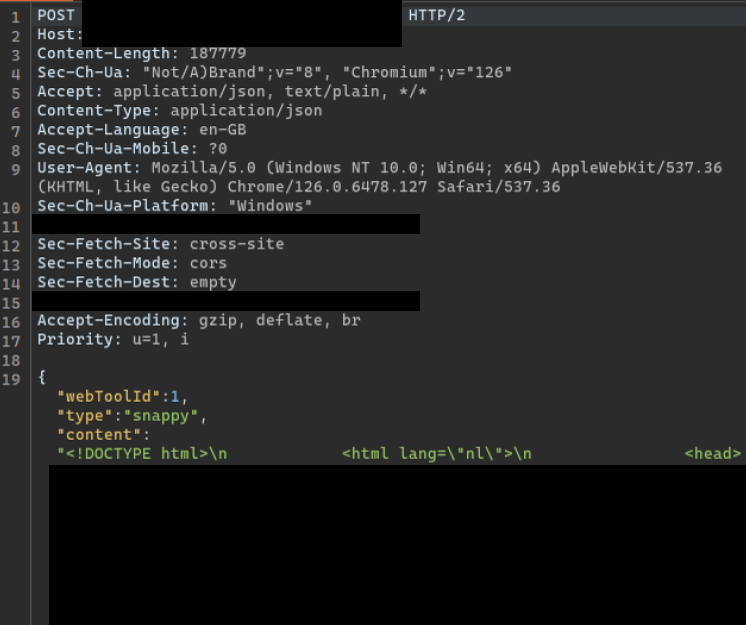 1 POST HTTP/2
2 Host:
3 Content-Length: 187779
4 Sec-Ch-Ua: "Not/A)Brand";v="8", "Chromium";v="126"
5 Accept: application/json, text/plain, */*
6 Content-Type: application/json
7 Accept-Language: en-GB
8 Sec-Ch-Ua-Mobile: ?0
9 User-Agent: Mozilla/5.0 (Windows NT 10.0; Win64; x64) AppleWebKit/537.36
(KHTML, like Gecko) Chrome/126.0.6478.127 Safari/537.36
10 Sec-Ch-Ua-Platform: "Windows"
11
12 Sec-Fetch-Site: cross-site
13 Sec-Fetch-Mode: cors
14 Sec-Fetch-Dest: empty
15
16 Accept-Encoding: gzip, deflate, br
17 Priority: u=1, i
18
19 {
"webToolId":1,
"type":"snappy",
"content":
"<!DOCTYPE html>\n <html lang=\"nl\">\n <head>